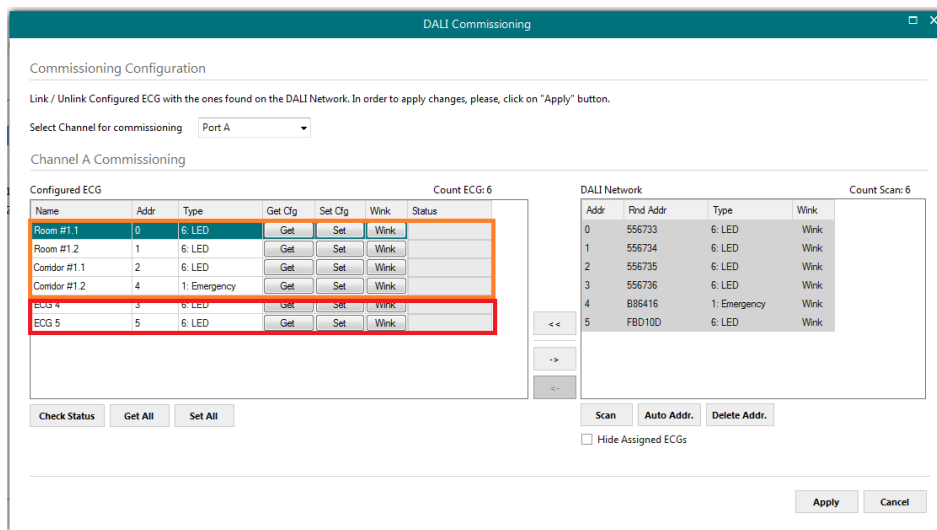 DALI Commissioning
Commissioning Configuration
Link / Unlink Configured ECG with the ones found on the DALI Network. In order to apply changes, please, click on "Apply" button.
Select Channel for commissioning Port A
Channel A Commissioning
Configured ECG Count ECG: 6
Name Addr Type Get Cfg Set Cfg Wink Status
Room #1.1 0 6: LED Get Set Wink
Room #1.2 1 6: LED Get Set Wink
Corridor #1.1 2 6: LED Get Set Wink
Corridor #1.2 4 1: Emergency Get Set Wink
ECG 4 3 6: LED Get Set Wink
ECG 5 5 6: LED Get Set Wink
Check Status Get All Set All
<<
->
<-
DALI Network Count Scan: 6
Addr Rnd Addr Type Wink
0 556733 6: LED Wink
1 556734 6: LED Wink
2 556735 6: LED Wink
3 556736 6: LED Wink
4 B86416 1: Emergency Wink
5 FBD10D 6: LED Wink
Scan Auto Addr. Delete Addr.
Hide Assigned ECGs
Apply Cancel